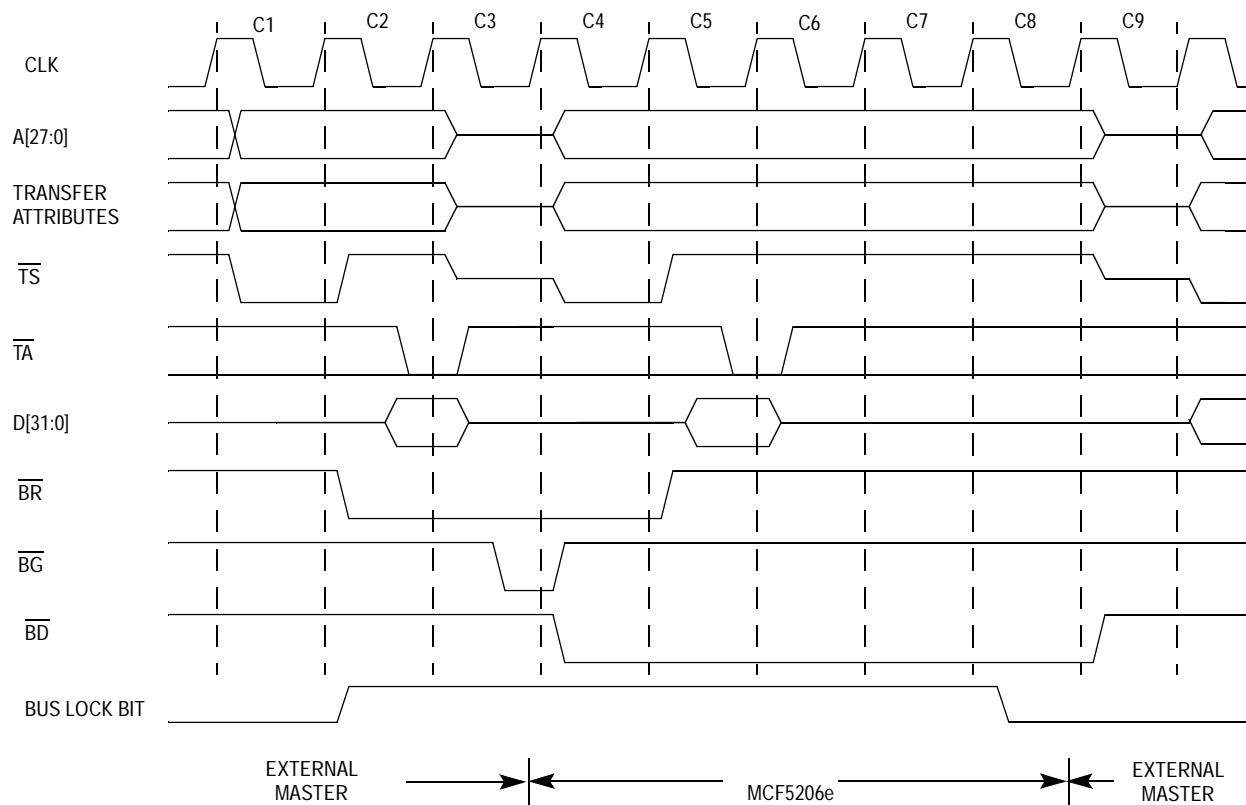 C1 C2 C3 C4 C5 C6 C7 C8 C9
CLK
A[27:0]
TRANSFER
ATTRIBUTES
TS
TA
D[31:0]
BR
BG
BD
BUS LOCK BIT
EXTERNAL
MASTER
MCF5206e
EXTERNAL
MASTER